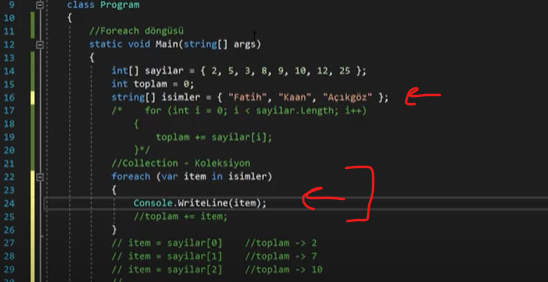 9 class Program
10 {
11 //Foreach döngüsü
12 static void Main(string[] args)
13 {
14 int[] sayilar = { 2, 5, 3, 8, 9, 10, 12, 25 };
15 int toplam = 0;
16 string[] isimler = { "Fatih", "Kaan", "Açıkgöz" };
17 /* for (int i = 0; i < sayilar.Length; i++)
18 {
19 toplam += sayilar[i];
20 }*/
21 //Collection - Koleksiyon
22 foreach (var item in isimler)
23 {
24 Console.WriteLine(item);
25 //toplam += item;
26 }
27 // item = sayilar[0] //toplam -> 2
28 // item = sayilar[1] //toplam -> 7
29 // item = sayilar[2] //toplam -> 10